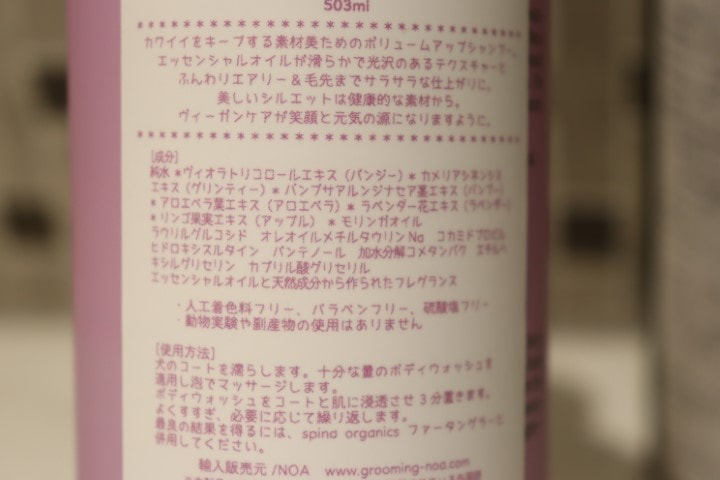 503ml
カワイイをキープする素材美ためのボリュームアップシャンプー。
エッセンシャルオイルが滑らかで光沢のあるテクスチャーと
ふんわりエアリー＆毛先までサラサラな仕上がりに。
美しいシルエットは健康的な素材から。
ヴィーガンケアが笑顔と元気の源になりますように。
[成分]
純水 *ヴィオラトリコロールエキス（パンジー）* カメリアシネンシス
エキス（グリンティー）* バンブサアルンジナセア茎エキス（バンブー）
* アロエベラ葉エキス（アロエベラ）* ラベンダー花エキス（ラベンダー）
* リンゴ果実エキス（アップル） * モリンガオイル
ラウリルグルコシド オレオイルメチルタウリンNa コカミドプロピル
ヒドロキシスルタイン パンテノール 加水分解コメタンパク エチルヘ
キシルグリセリン カプリル酸グリセリル
エッセンシャルオイルと天然成分から作られたフレグランス
・人工着色料フリー、パラベンフリー、硫酸塩フリー
・動物実験や副産物の使用はありません
[使用方法]
犬のコートを濡らします。十分な量のボディウォッシュを
適用し泡でマッサージします。
ボディウォッシュをコートと肌に浸透させ3分置きます。
よくすすぎ、必要に応じて繰り返します。
最良の結果を得るには、spina organics ファータングラーと
併用してください。
輸入販売元 /NOA www.grooming-noa.com